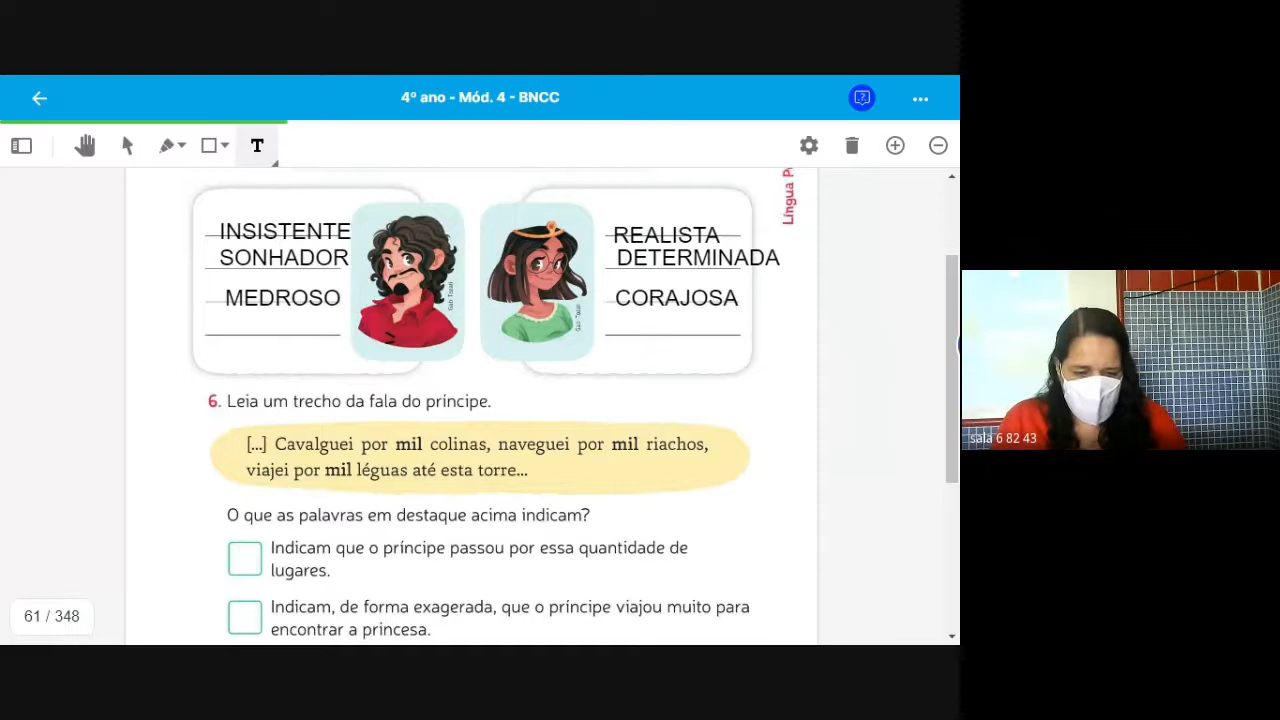 4º ano - Mód. 4 - BNCC
T
Língua P
INSISTENTE
SONHADOR
MEDROSO
Gab Topati
REALISTA
DETERMINADA
CORAJOSA
6. Leia um trecho da fala do príncipe.
[...] Cavalguei por mil colinas, naveguei por mil riachos,
viajei por mil léguas até esta torre...
O que as palavras em destaque acima indicam?
Indicam que o príncipe passou por essa quantidade de
lugares.
Indicam, de forma exagerada, que o príncipe viajou muito para
encontrar a princesa.
61 / 348
sala 6 82 43